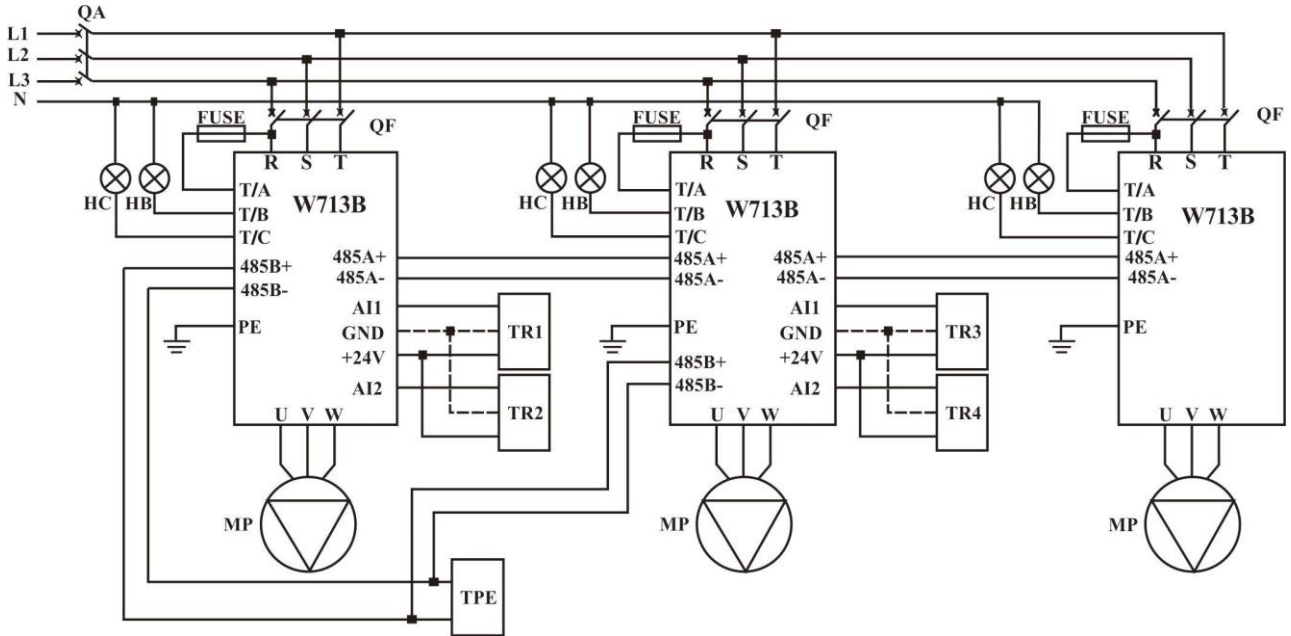 QA
L1
L2
L3
N
FUSE
QF
FUSE
QF
FUSE
QF
R S T
R S T
R S T
HC HB
HC HB
HC HB
T/A
T/B
T/C
W713B
T/A
T/B
T/C
W713B
T/A
T/B
T/C
W713B
485B+
485B-
PE
485A+
485A-
AI1
GND
+24V
AI2
TR1
TR2
485A+
485A-
PE
485B+
485B-
485A+
485A-
AI1
GND
+24V
AI2
TR3
TR4
485A+
485A-
PE
U V W
U V W
U V W
MP
MP
MP
TPE